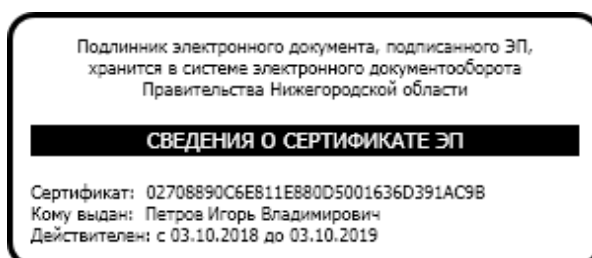 Подлинник электронного документа, подписанного ЭП,
хранится в системе электронного документооборота
Правительства Нижегородской области
СВЕДЕНИЯ О СЕРТИФИКАТЕ ЭП
Сертификат: 02708890C6E811E880D5001636D391AC9B
Кому выдан: Петров Игорь Владимирович
Действителен: с 03.10.2018 до 03.10.2019